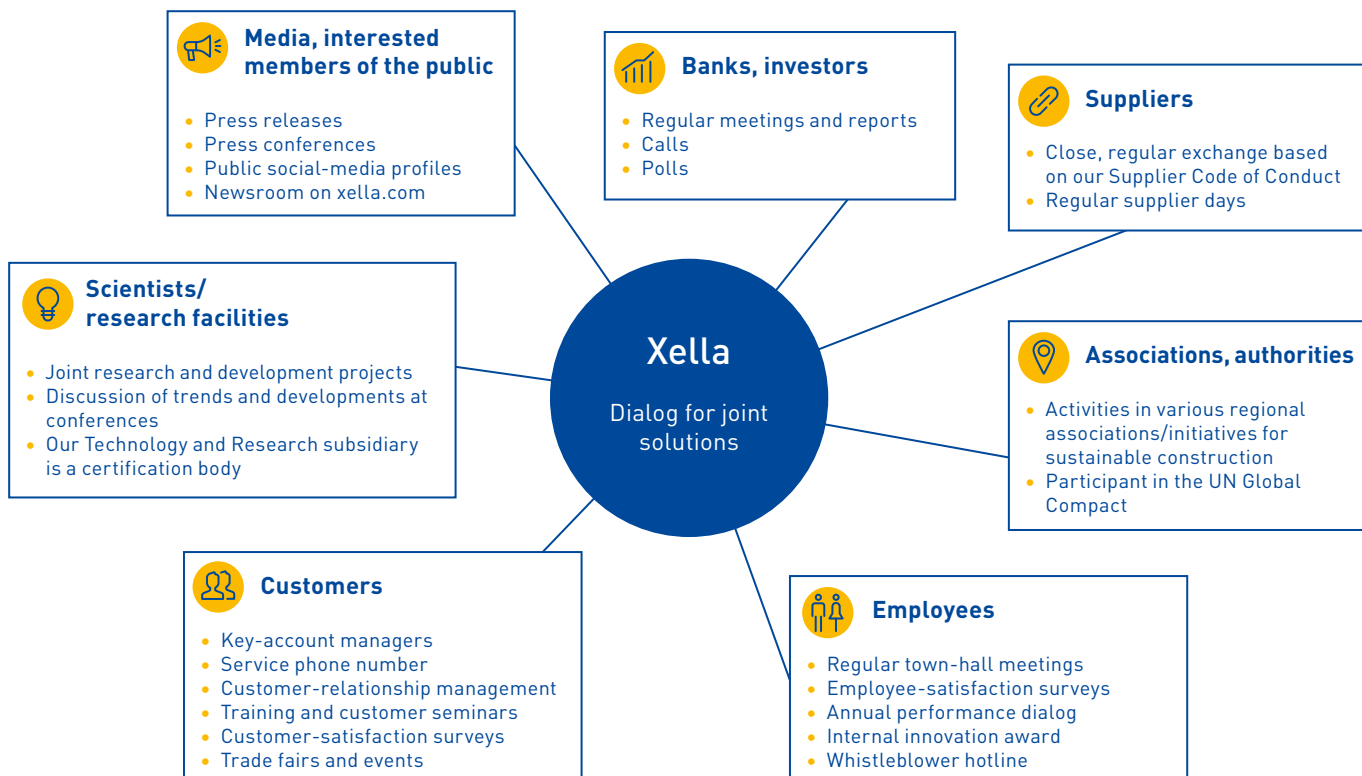 Media, interested
members of the public
• Press releases
• Press conferences
• Public social-media profiles
• Newsroom on xella.com
Banks, investors
• Regular meetings and reports
• Calls
• Polls
Suppliers
• Close, regular exchange based
on our Supplier Code of Conduct
• Regular supplier days
Scientists/
research facilities
• Joint research and development projects
• Discussion of trends and developments at
conferences
• Our Technology and Research subsidiary
is a certification body
Xella
Dialog for joint
solutions
Associations, authorities
• Activities in various regional
associations/initiatives for
sustainable construction
• Participant in the UN Global
Compact
Customers
• Key-account managers
• Service phone number
• Customer-relationship management
• Training and customer seminars
• Customer-satisfaction surveys
• Trade fairs and events
Employees
• Regular town-hall meetings
• Employee-satisfaction surveys
• Annual performance dialog
• Internal innovation award
• Whistleblower hotline